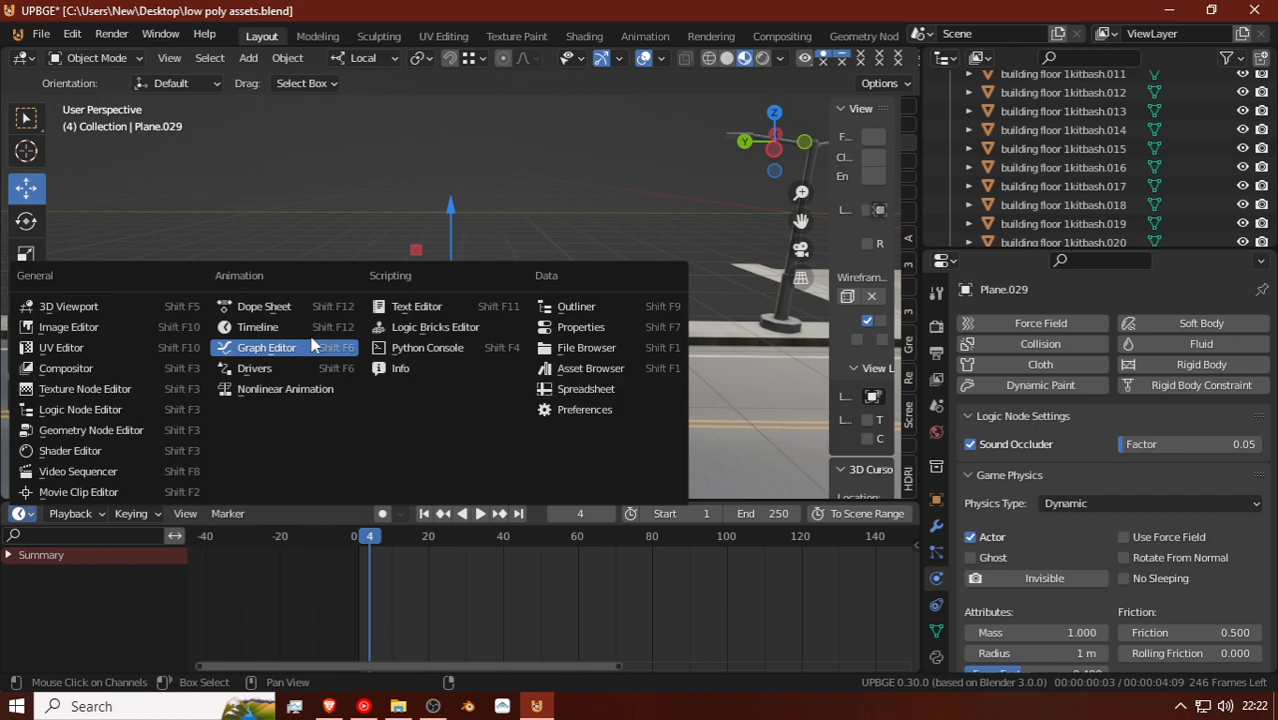 UPBGE* [C:\Users\New\Desktop\low poly assets.blend]
File Edit Render Window Help Layout Modeling Sculpting UV Editing Texture Paint Shading Animation Rendering Compositing Geometry Nod Scene ViewLayer
Object Mode View Select Add Object Local
Orientation: Default Drag: Select Box Options
User Perspective
(4) Collection | Plane.029
Z
Y
View
F...
Cl...
En
L...
R
Wirefram...
View L
L...
T
L...
C
3D Curso
Location:
A
3
3
Gre
Re
Scree
HDRI
building floor 1kitbash.011
building floor 1kitbash.012
building floor 1kitbash.013
building floor 1kitbash.014
building floor 1kitbash.015
building floor 1kitbash.016
building floor 1kitbash.017
building floor 1kitbash.018
building floor 1kitbash.019
building floor 1kitbash.020
General
3D Viewport Shift F5
Image Editor Shift F10
UV Editor Shift F10
Compositor Shift F3
Texture Node Editor Shift F3
Logic Node Editor Shift F3
Geometry Node Editor Shift F3
Shader Editor Shift F3
Video Sequencer Shift F8
Movie Clip Editor Shift F2
Animation
Dope Sheet Shift F12
Timeline Shift F12
Graph Editor Shift F6
Drivers Shift F6
Nonlinear Animation
Scripting
Text Editor Shift F11
Logic Bricks Editor
Python Console Shift F4
Info
Data
Outliner Shift F9
Properties Shift F7
File Browser Shift F1
Asset Browser Shift F1
Spreadsheet
Preferences
Plane.029
Force Field Soft Body
Collision Fluid
Cloth Rigid Body
Dynamic Paint Rigid Body Constraint
Logic Node Settings
Sound Occluder Factor 0.05
Game Physics
Physics Type: Dynamic
Actor Use Force Field
Ghost Rotate From Normal
Invisible No Sleeping
Attributes: Friction:
Mass 1.000 Friction 0.500
Radius 1 m Rolling Friction 0.000
Playback Keying View Marker 4 Start 1 End 250 To Scene Range
-40 -20 0 4 20 40 60 80 100 120 140
Summary
Mouse Click on Channels Box Select Pan View UPBGE 0.30.0 (based on Blender 3.0.0) 00:00:00:03 / 00:00:04:09 246 Frames Left
Search 22:22